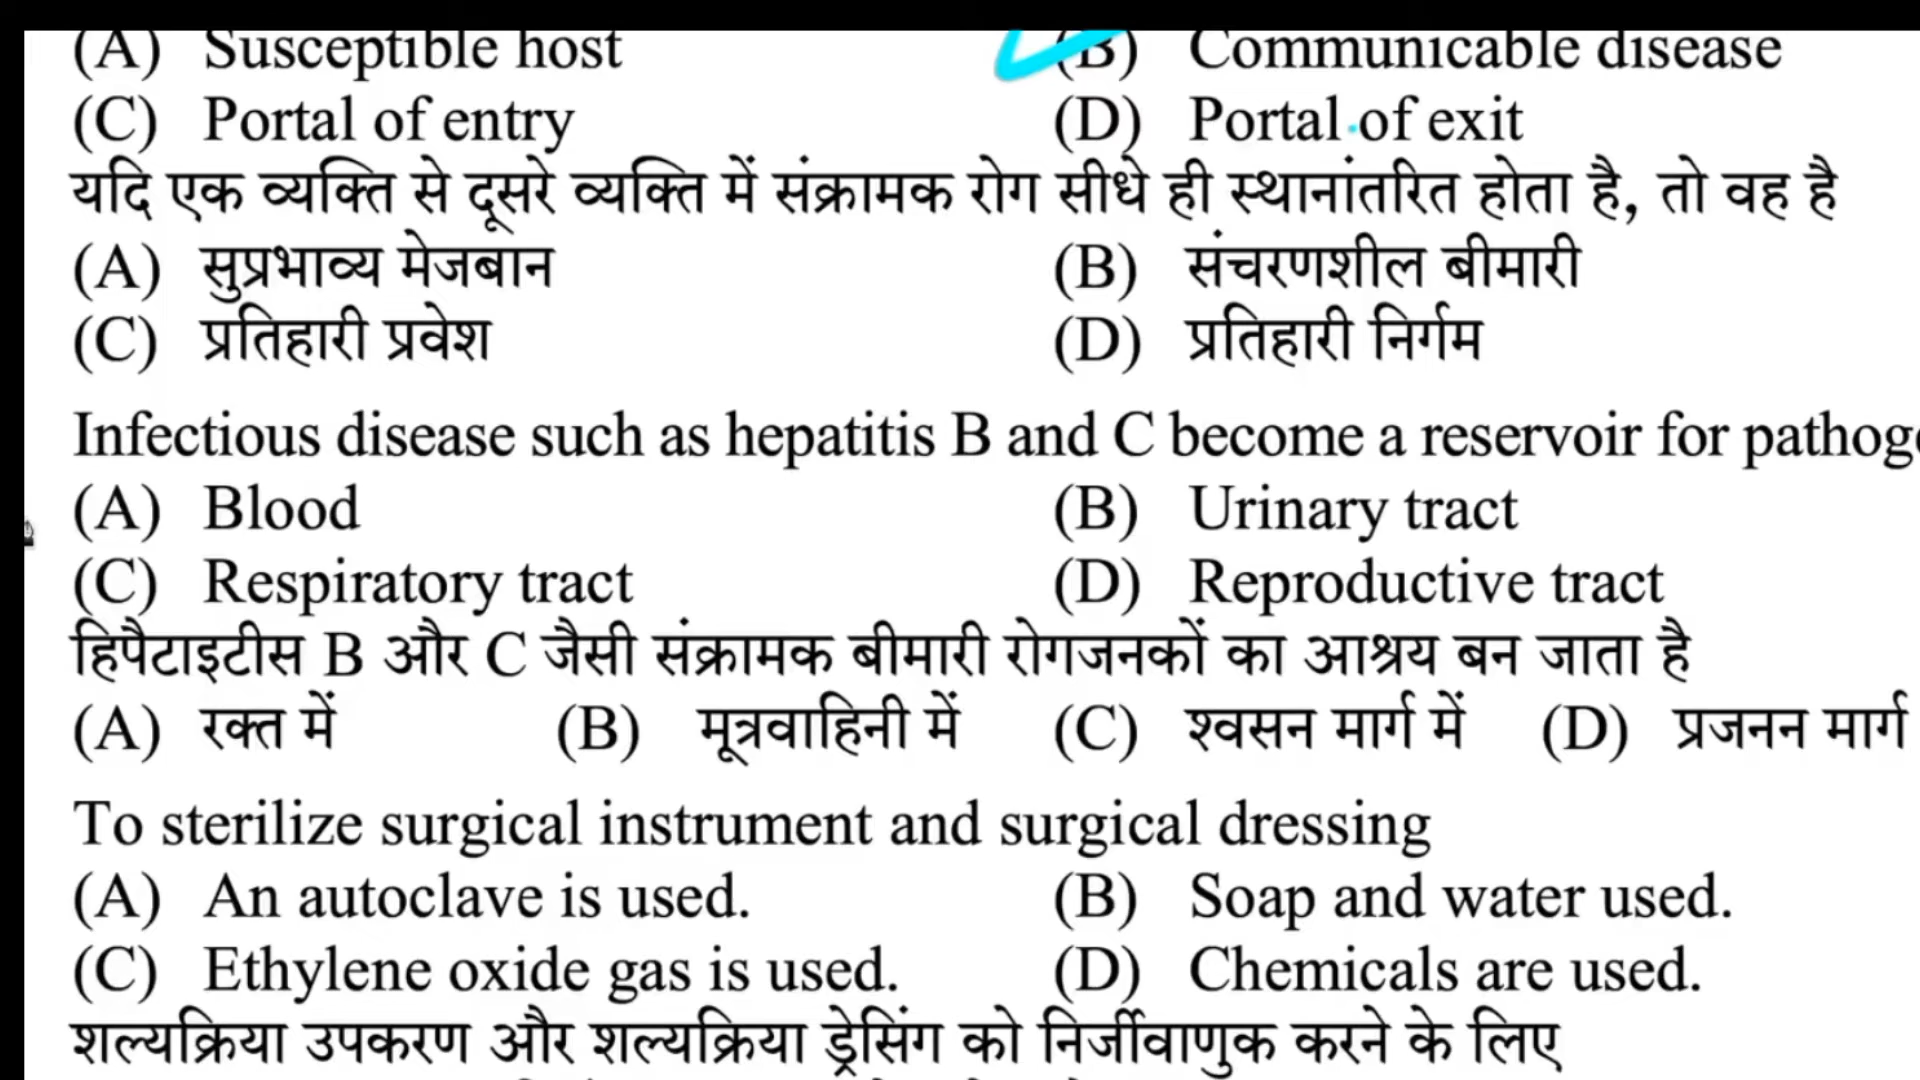 (A) Susceptible host (B) Communicable disease
(C) Portal of entry (D) Portal of exit
यदि एक व्यक्ति से दूसरे व्यक्ति में संक्रामक रोग सीधे ही स्थानांतरित होता है, तो वह है
(A) सुप्रभाव्य मेजबान (B) संचरणशील बीमारी
(C) प्रतिहारी प्रवेश (D) प्रतिहारी निर्गम
Infectious disease such as hepatitis B and C become a reservoir for
(A) Blood (B) Urinary tract
(C) Respiratory tract (D) Reproductive tract
हिपैटाइटीस B और C जैसी संक्रामक बीमारी रोगजनकों का आश्रय बन जाता है
(A) रक्त में (B) मूत्रवाहिनी में (C) श्वसन मार्ग में (D) प्रजनन मार्ग
To sterilize surgical instrument and surgical dressing
(A) An autoclave is used. (B) Soap and water used.
(C) Ethylene oxide gas is used. (D) Chemicals are used.
शल्यक्रिया उपकरण और शल्यक्रिया ड्रेसिंग को निर्जीवाणुक करने के लिए